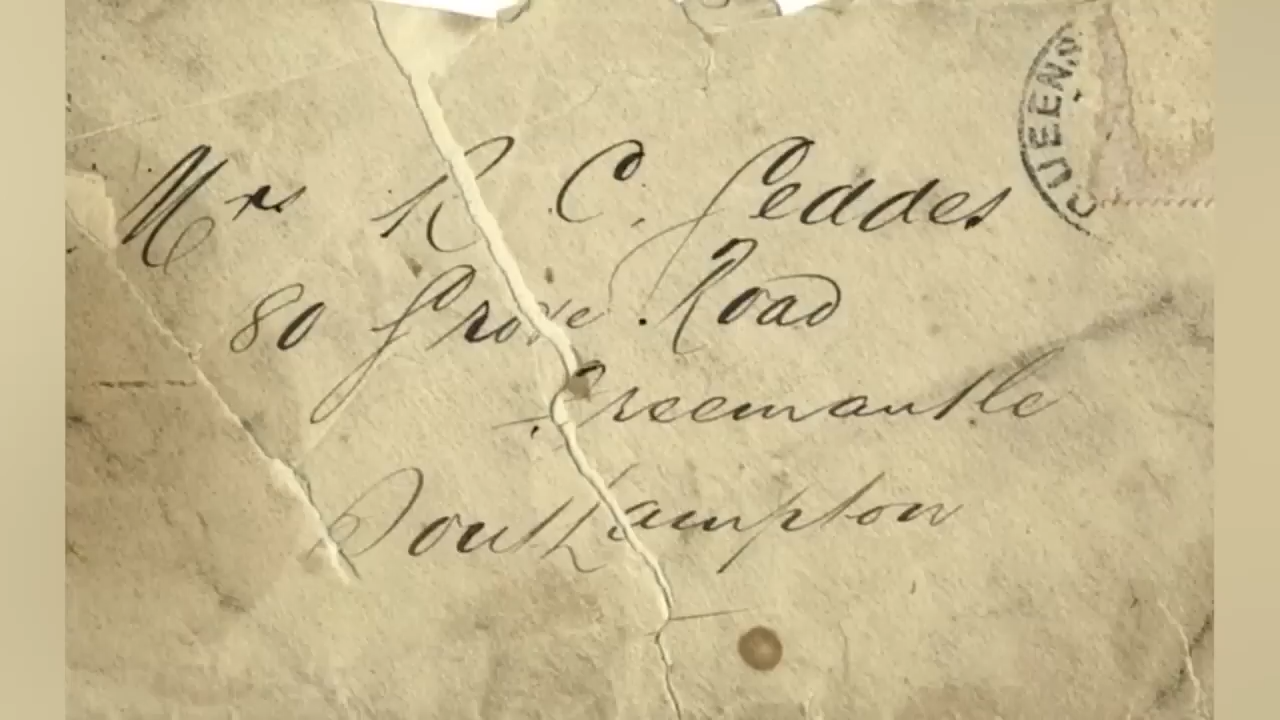 Mrs R C. Geddes
80 Grove Road
Freemantle
Southampton
QUEENS